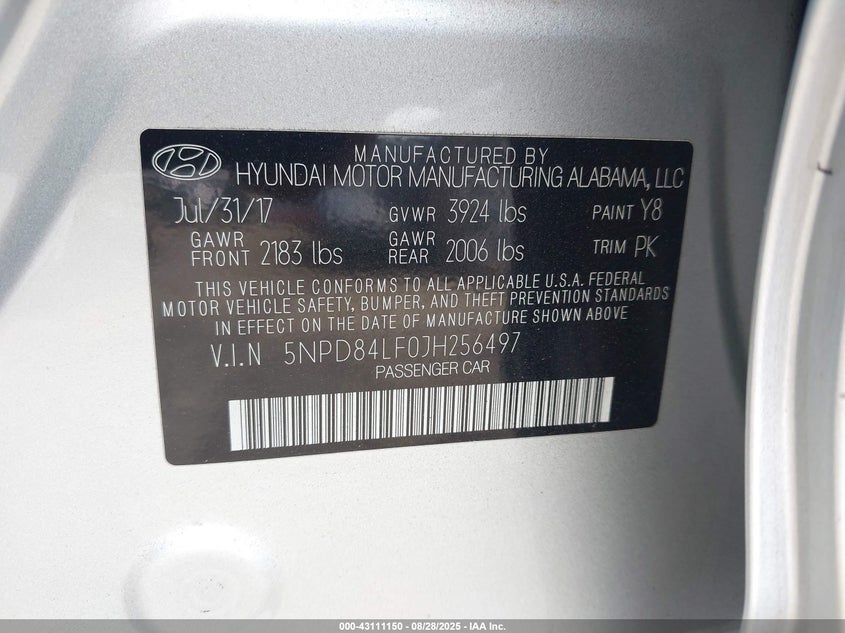 MANUFACTURED BY
HYUNDAI MOTOR MANUFACTURING ALABAMA, LLC
Jul/31/17 GVWR 3924 lbs PAINT Y8
GAWR FRONT 2183 lbs GAWR REAR 2006 lbs TRIM PK
THIS VEHICLE CONFORMS TO ALL APPLICABLE U.S.A. FEDERAL
MOTOR VEHICLE SAFETY, BUMPER, AND THEFT PREVENTION STANDARDS
IN EFFECT ON THE DATE OF MANUFACTURE SHOWN ABOVE
V.I.N 5NPD84LF0JH256497
PASSENGER CAR
000-43111150 - 08/28/2025 - IAA Inc.